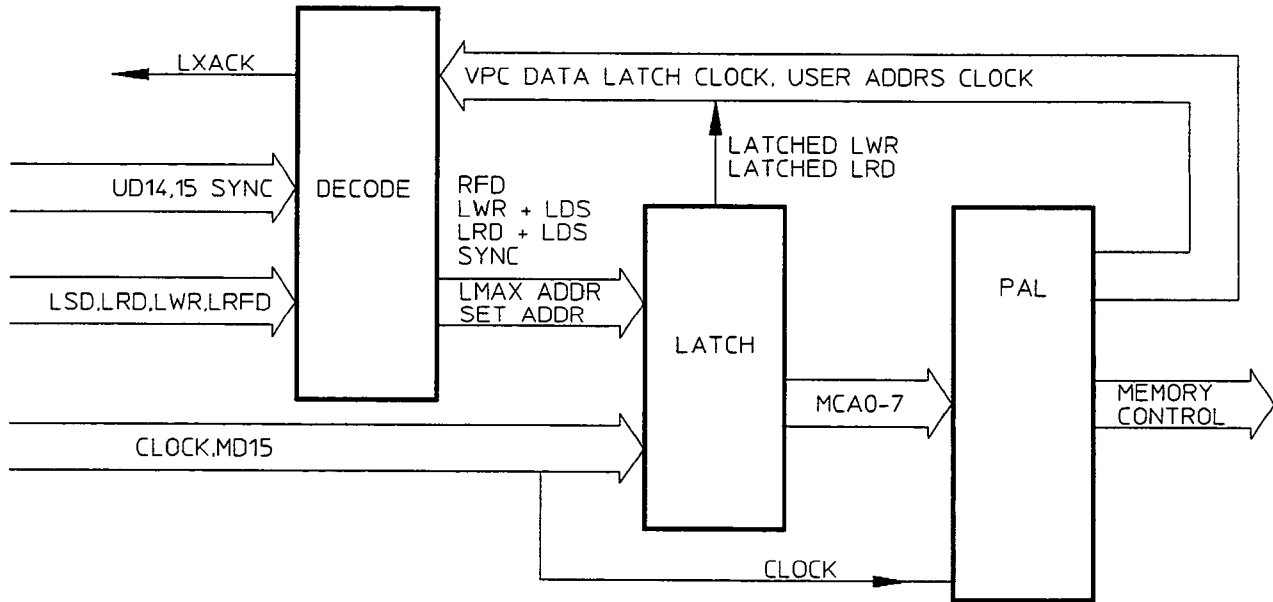 LXACK
VPC DATA LATCH CLOCK, USER ADDRS CLOCK
LATCHED LWR
LATCHED LRD
UD14,15 SYNC
DECODE
RFD
LWR + LDS
LRD + LDS
SYNC
LSD,LRD,LWR,LRFD
LMAX ADDR
SET ADDR
PAL
LATCH
MCA0-7
MEMORY
CONTROL
CLOCK,MD15
CLOCK